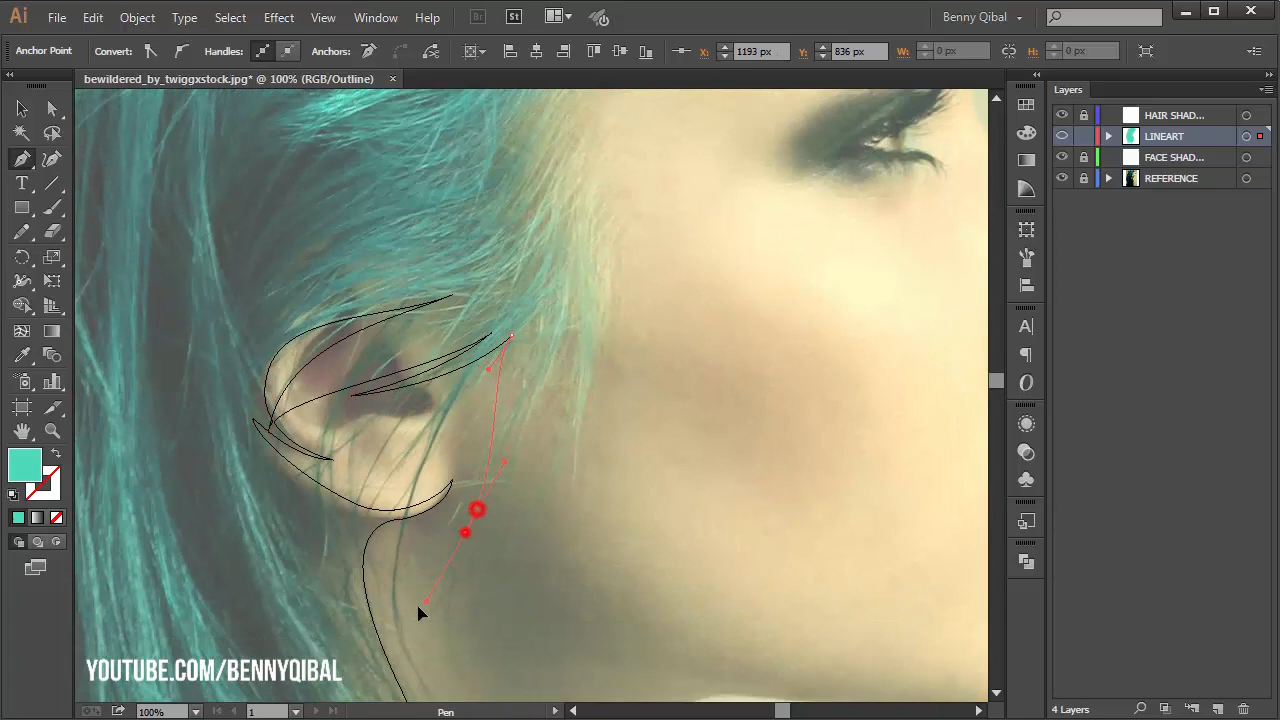 Ai File Edit Object Type Select Effect View Window Help Br St Benny Qibal
Anchor Point Convert: Handles: Anchors: X: 1193 px Y: 836 px W: 0 px H: 0 px
bewildered_by_twiggxstock.jpg* @ 100% (RGB/Outline) ×
Layers
HAIR SHAD...
LINEART
FACE SHAD...
REFERENCE
YOUTUBE.COM/BENNYQIBAL
100% 1 Pen 4 Layers